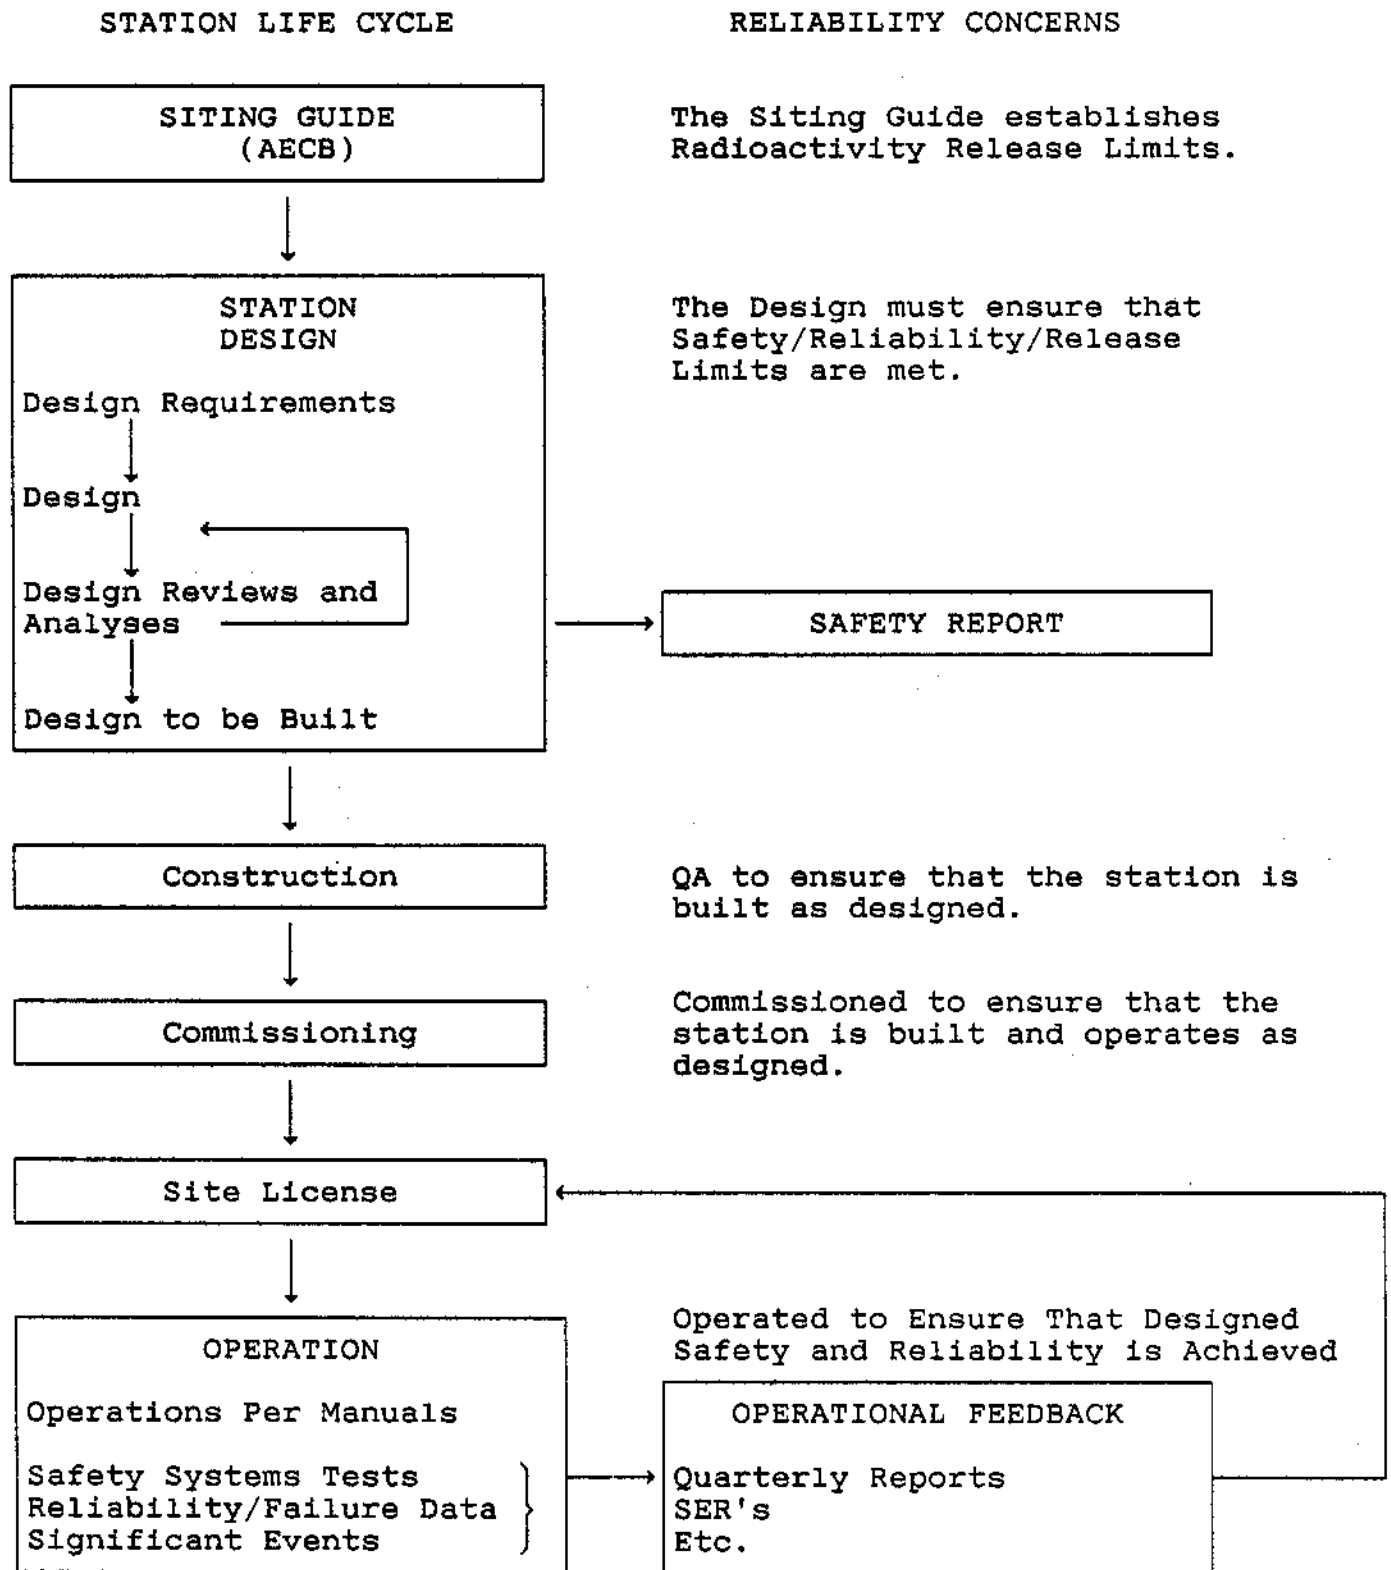 STATION LIFE CYCLE
RELIABILITY CONCERNS
SITING GUIDE
(AECB)
The Siting Guide establishes
Radioactivity Release Limits.
STATION
DESIGN
The Design must ensure that
Safety/Reliability/Release
Limits are met.
Design Requirements
Design
Design Reviews and
Analyses
SAFETY REPORT
Design to be Built
Construction
QA to ensure that the station is
built as designed.
Commissioning
Commissioned to ensure that the
station is built and operates as
designed.
Site License
OPERATION
Operated to Ensure That Designed
Safety and Reliability is Achieved
Operations Per Manuals
Safety Systems Tests
Reliability/Failure Data
Significant Events
OPERATIONAL FEEDBACK
Quarterly Reports
SER's
Etc.